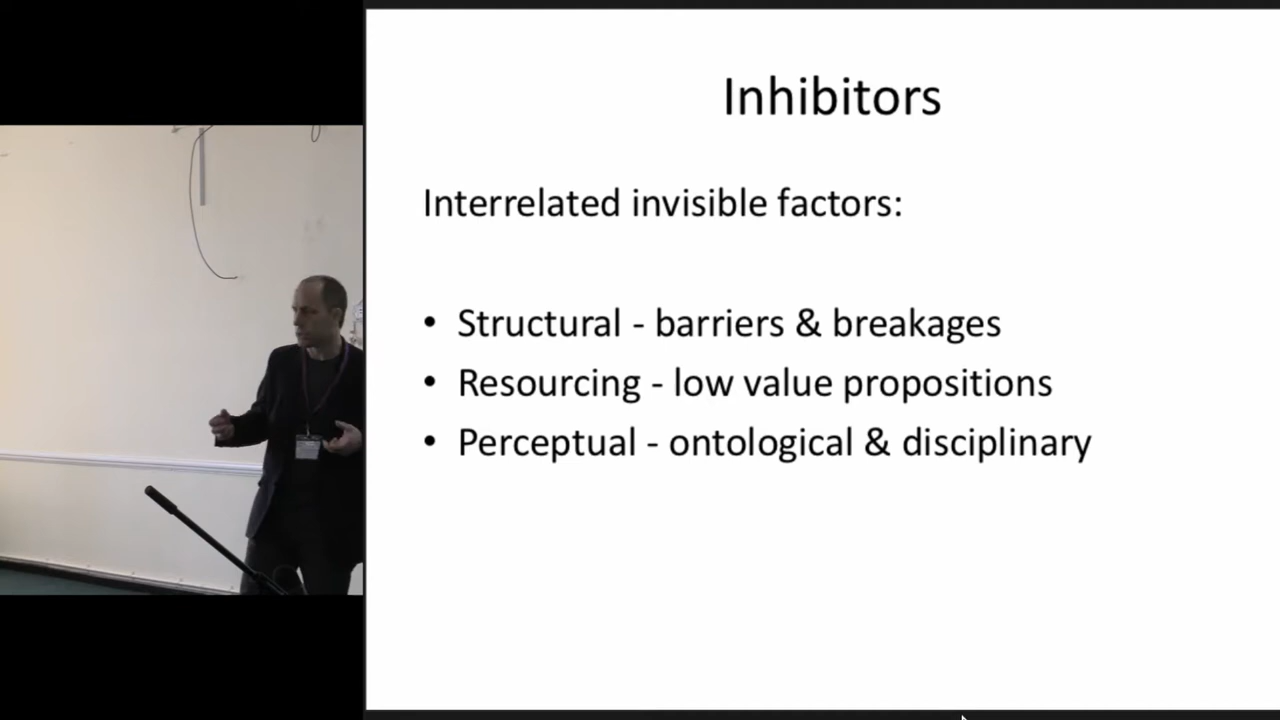 Inhibitors
Interrelated invisible factors:
• Structural - barriers & breakages
• Resourcing - low value propositions
• Perceptual - ontological & disciplinary